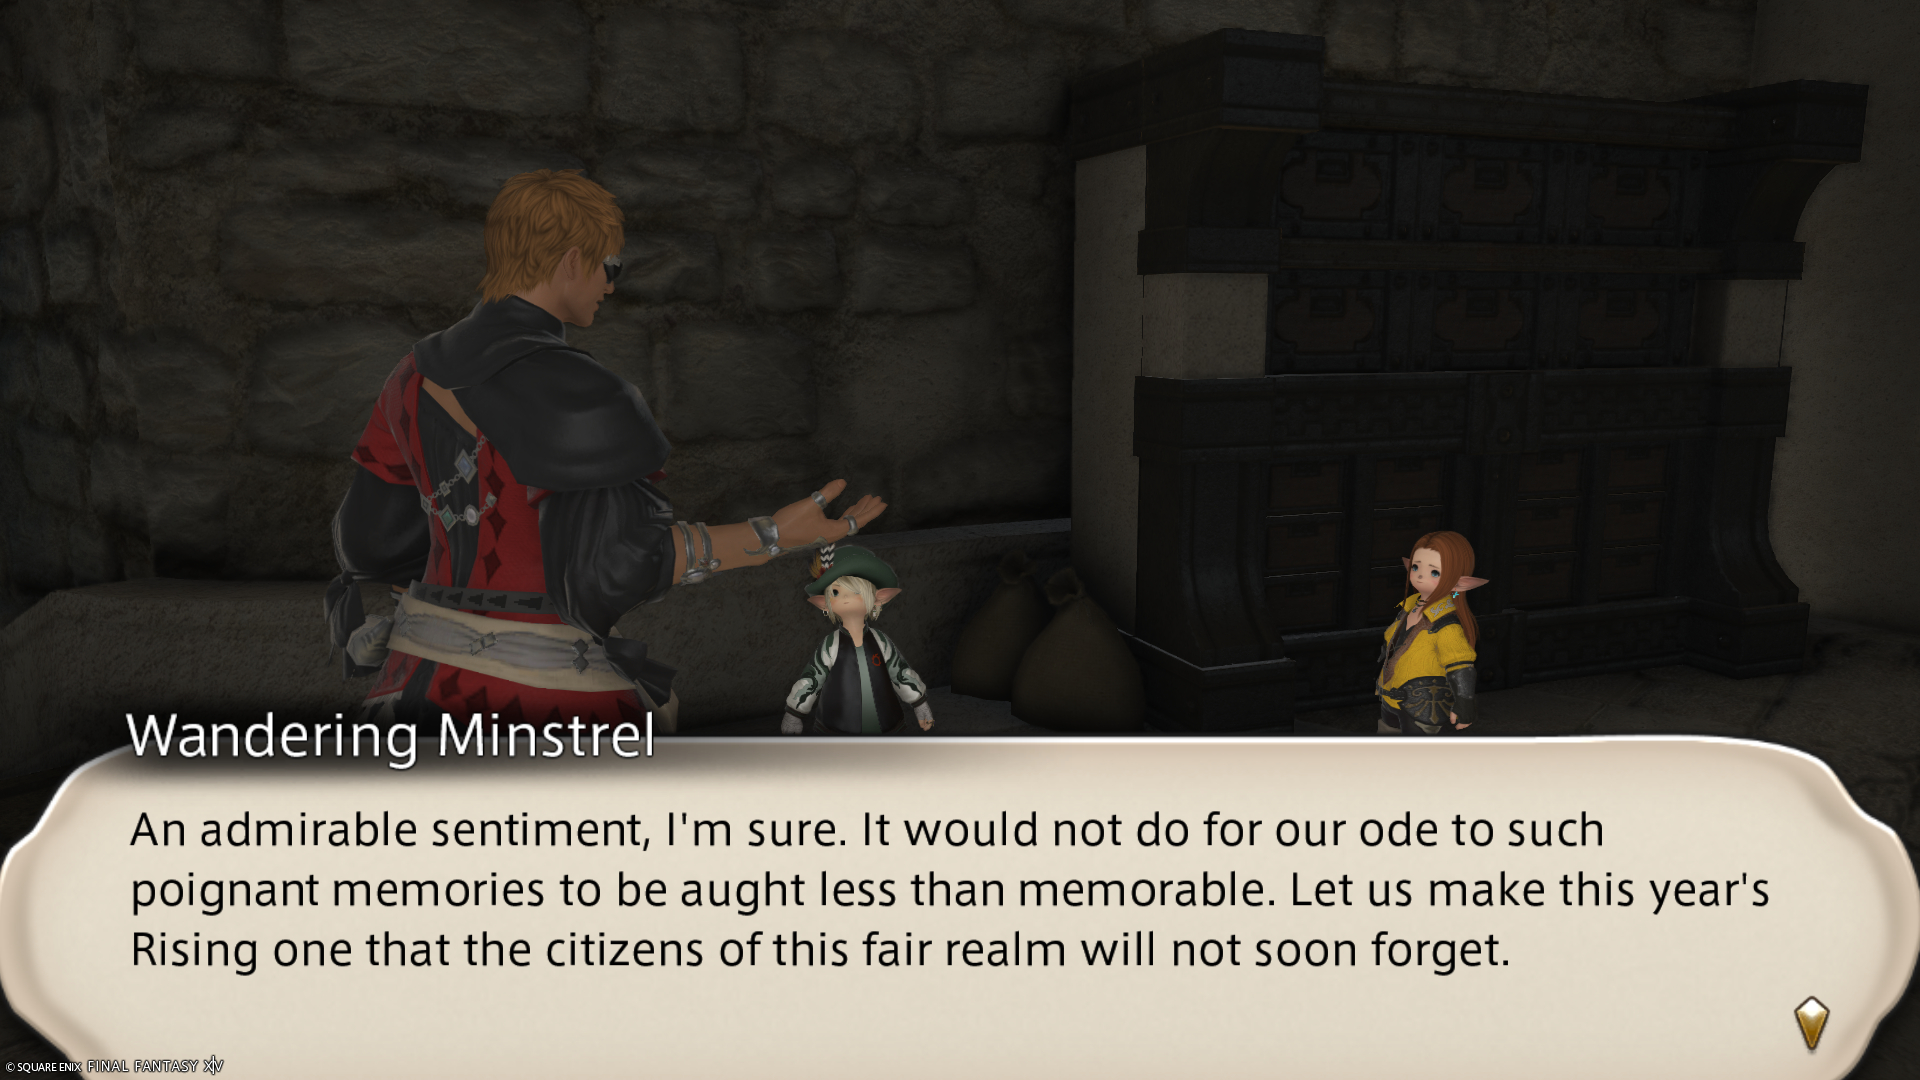 Wandering Minstrel
An admirable sentiment, I'm sure. It would not do for our ode to such
poignant memories to be aught less than memorable. Let us make this year's
Rising one that the citizens of this fair realm will not soon forget.
© SQUARE ENIX FINAL FANTASY XIV